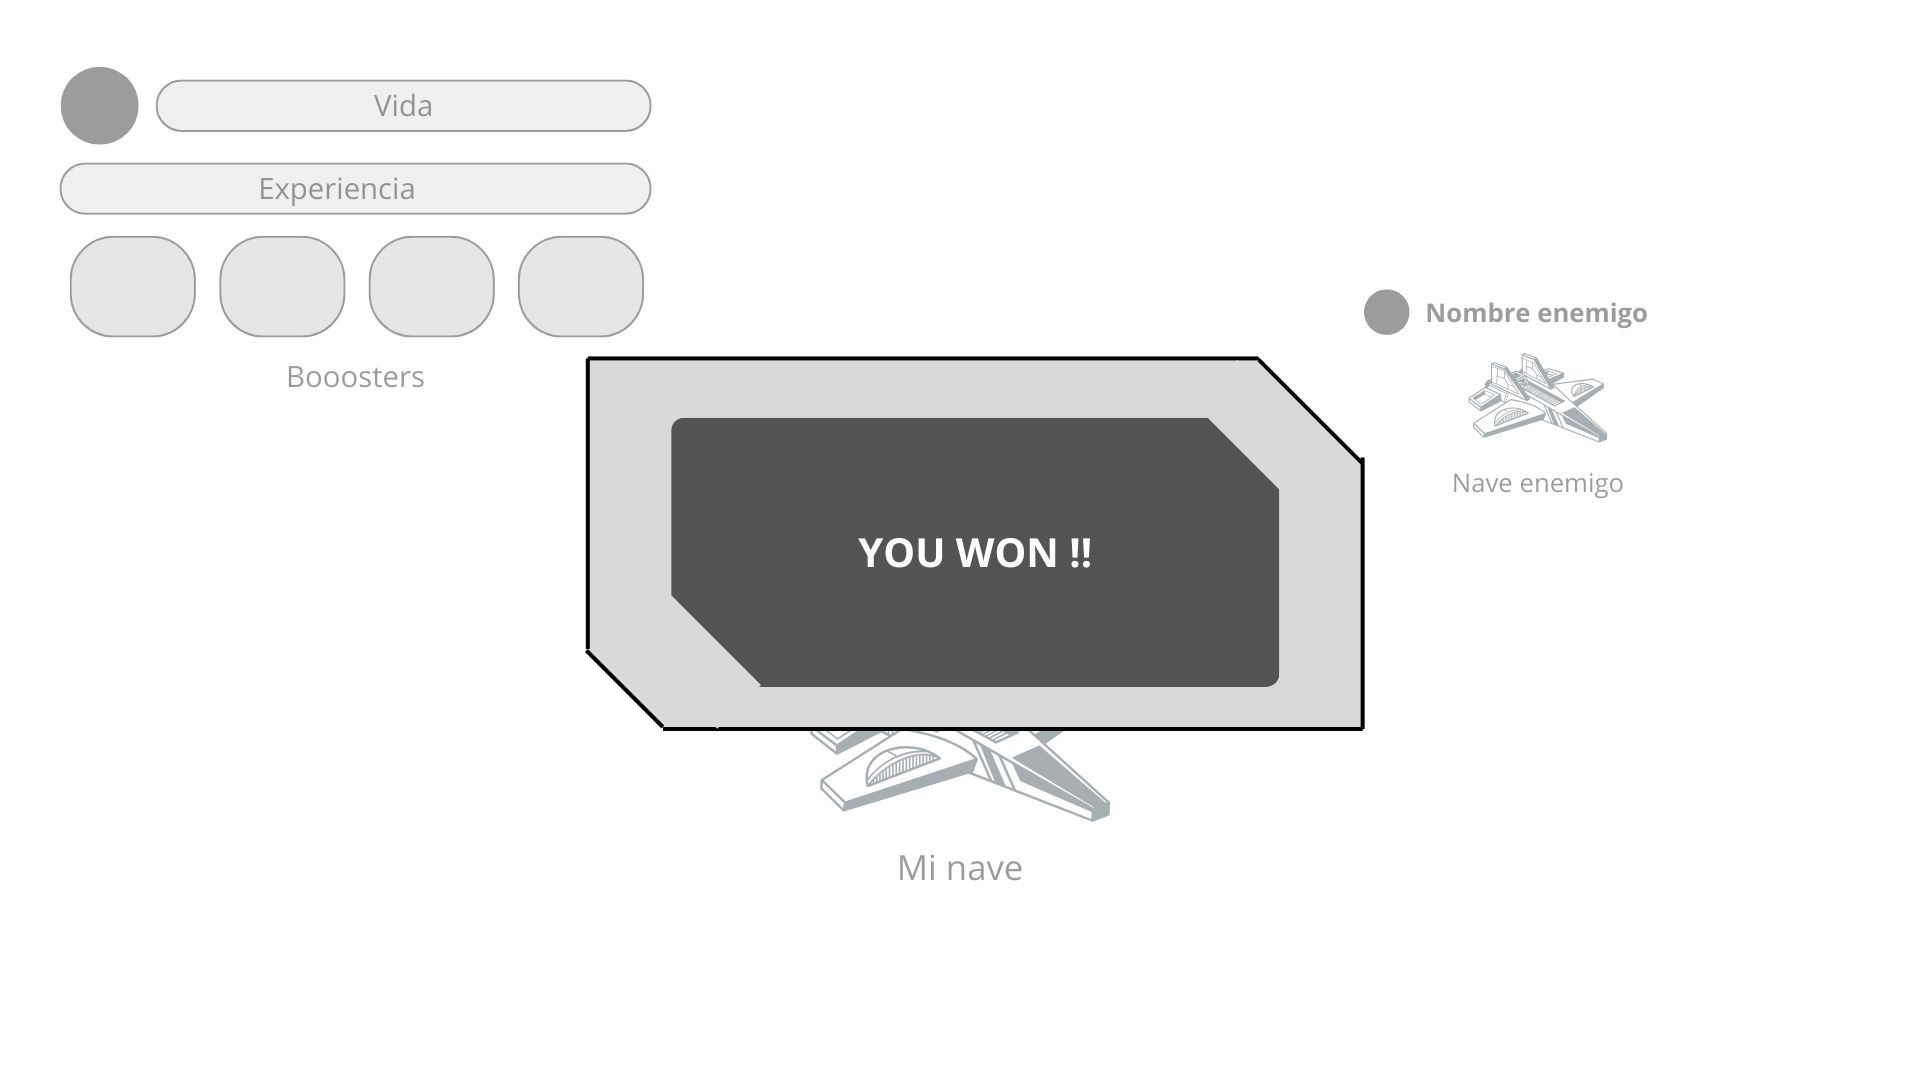 Vida
Experiencia
Booosters
Nombre enemigo
Nave enemigo
YOU WON !!
Mi nave